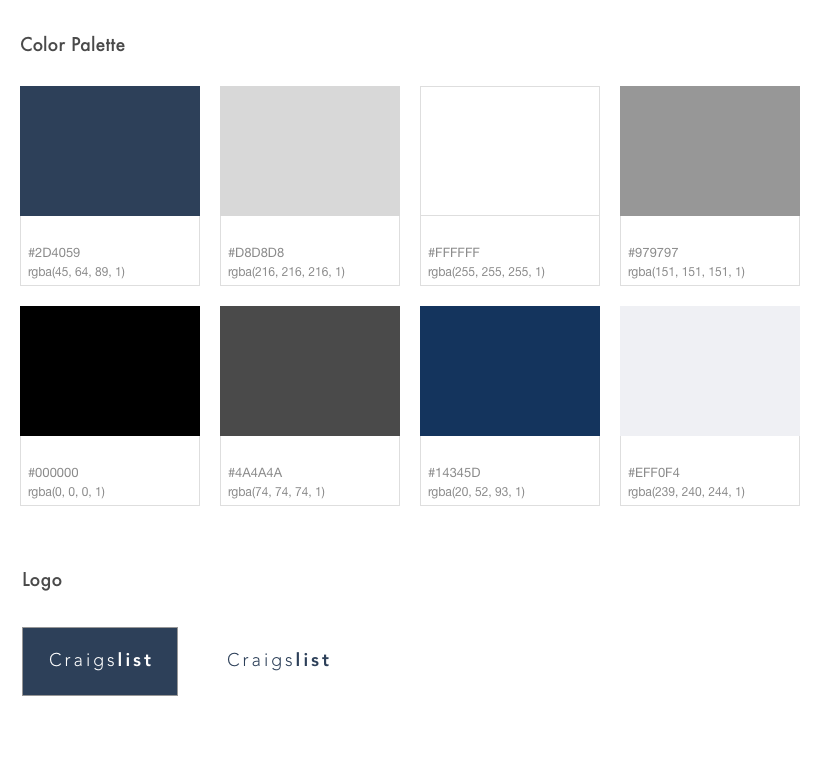 Color Palette
#2D4059
rgba(45, 64, 89, 1)
#D8D8D8
rgba(216, 216, 216, 1)
#FFFFFF
rgba(255, 255, 255, 1)
#979797
rgba(151, 151, 151, 1)
#000000
rgba(0, 0, 0, 1)
#4A4A4A
rgba(74, 74, 74, 1)
#14345D
rgba(20, 52, 93, 1)
#EFF0F4
rgba(239, 240, 244, 1)
Logo
Craigslist
Craigslist